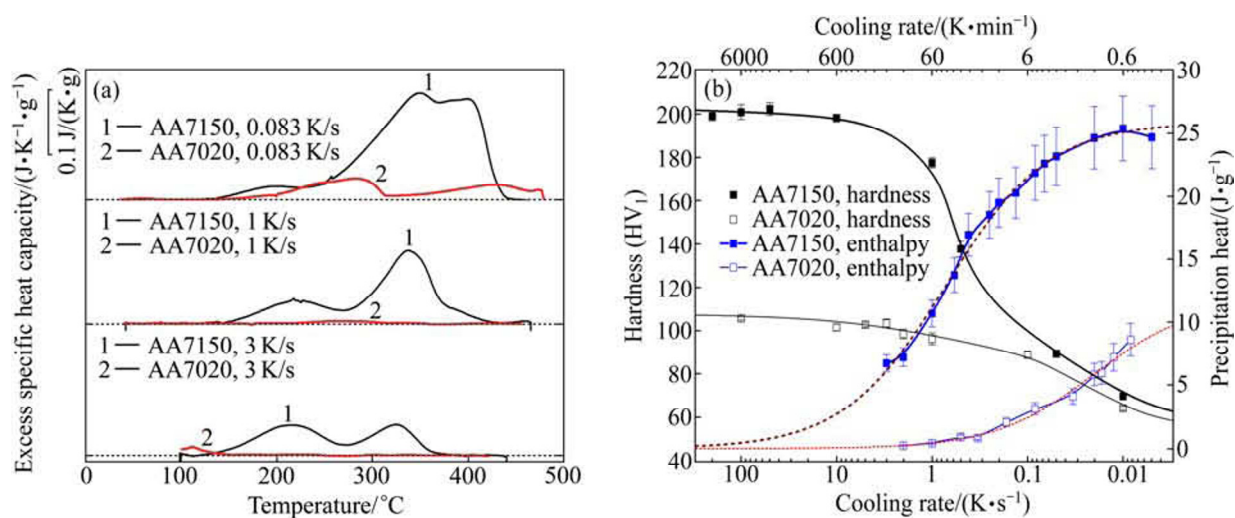 (a)
1
1 — AA7150, 0.083 K/s
2 — AA7020, 0.083 K/s
2
1 — AA7150, 1 K/s
2 — AA7020, 1 K/s
1
2
1 — AA7150, 3 K/s
2 — AA7020, 3 K/s
1
2
Excess specific heat capacity/(J·K⁻¹·g⁻¹)
0.1 J/(K·g)
0 100 200 300 400 500
Temperature/°C
Cooling rate/(K·min⁻¹)
6000 600 60 6 0.6
(b)
AA7150, hardness
AA7020, hardness
AA7150, enthalpy
AA7020, enthalpy
Hardness (HV₁)
200
180
160
140
120
100
80
60
40
Precipitation heat/(J·g⁻¹)
30
25
20
15
10
5
0
100 10 1 0.1 0.01
Cooling rate/(K·s⁻¹)